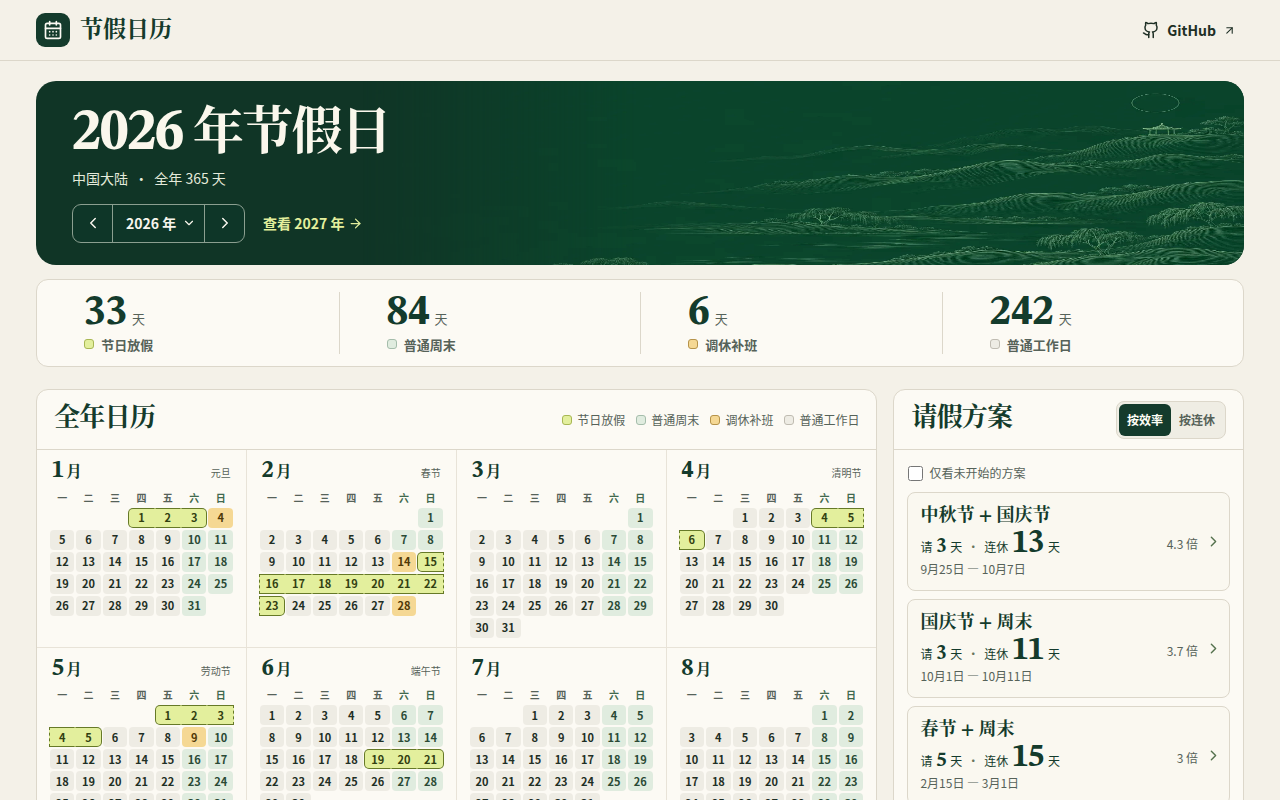 节假日历
GitHub
2026 年节假日
中国大陆 • 全年 365 天
2026 年
查看 2027 年 →
33 天
节日放假
84 天
普通周末
6 天
调休补班
242 天
普通工作日
全年日历
节日放假 普通周末 调休补班 普通工作日
1月 元旦
一 二 三 四 五 六 日
1 2 3 4
5 6 7 8 9 10 11
12 13 14 15 16 17 18
19 20 21 22 23 24 25
26 27 28 29 30 31
2月 春节
一 二 三 四 五 六 日
1
2 3 4 5 6 7 8
9 10 11 12 13 14 15
16 17 18 19 20 21 22
23 24 25 26 27 28
3月
一 二 三 四 五 六 日
1
2 3 4 5 6 7 8
9 10 11 12 13 14 15
16 17 18 19 20 21 22
23 24 25 26 27 28 29
30 31
4月 清明节
一 二 三 四 五 六 日
1 2 3 4 5
6 7 8 9 10 11 12
13 14 15 16 17 18 19
20 21 22 23 24 25 26
27 28 29 30
5月 劳动节
一 二 三 四 五 六 日
1 2 3
4 5 6 7 8 9 10
11 12 13 14 15 16 17
18 19 20 21 22 23 24
6月 端午节
一 二 三 四 五 六 日
1 2 3 4 5 6 7
8 9 10 11 12 13 14
15 16 17 18 19 20 21
22 23 24 25 26 27 28
7月
一 二 三 四 五 六 日
1 2 3 4 5
6 7 8 9 10 11 12
13 14 15 16 17 18 19
20 21 22 23 24 25 26
8月
一 二 三 四 五 六 日
1 2
3 4 5 6 7 8 9
10 11 12 13 14 15 16
17 18 19 20 21 22 23
请假方案
按效率 按连休
仅看未开始的方案
中秋节 + 国庆节
请 3 天 • 连休 13 天
4.3 倍
9月25日 — 10月7日
国庆节 + 周末
请 3 天 • 连休 11 天
3.7 倍
10月1日 — 10月11日
春节 + 周末
请 5 天 • 连休 15 天
3 倍
2月15日 — 3月1日